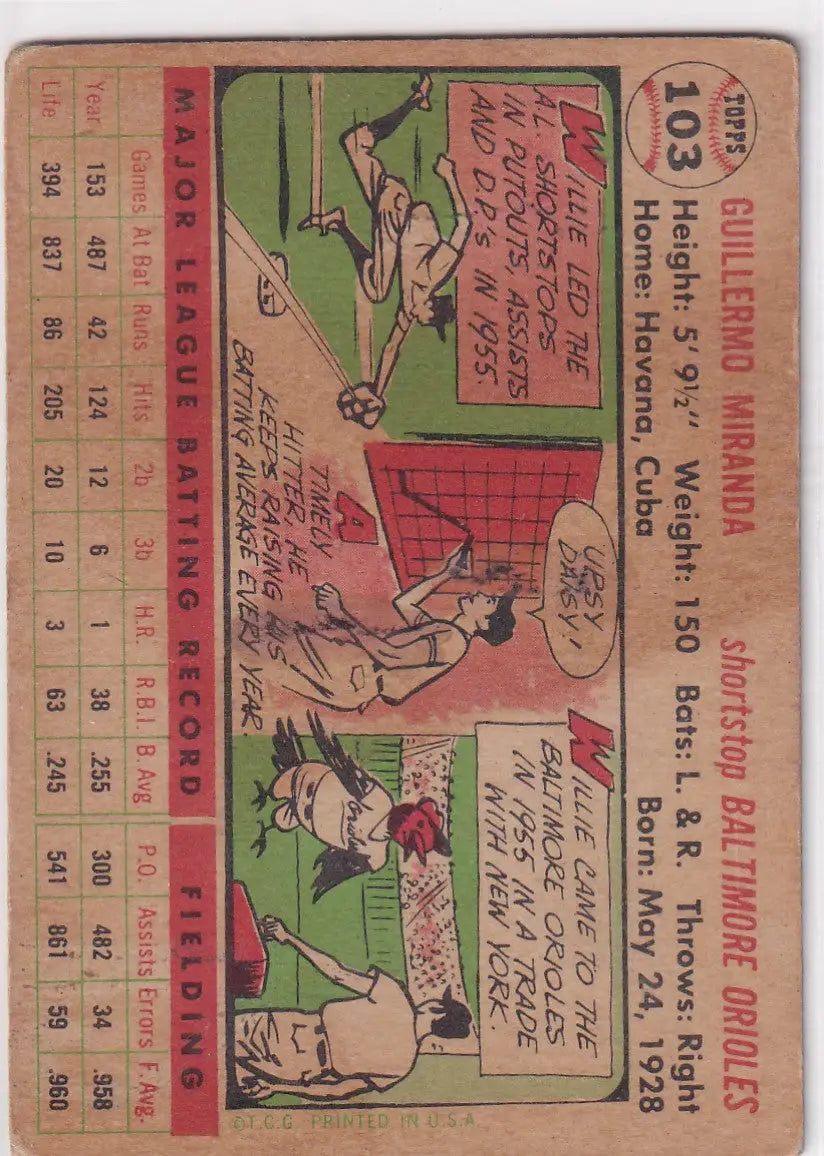 TOPPS
103
GUILLERMO MIRANDA shortstop BALTIMORE ORIOLES
Height: 5' 9½" Weight: 150 Bats: L. & R. Throws: Right
Home: Havana, Cuba Born: May 24, 1928
WILLIE LED THE
A.L. SHORTSTOPS
IN PUTOUTS, ASSISTS
AND D.P.'s IN 1955.
UPSY
DAISY!
A
TIMELY
HITTER, HE
KEEPS RAISING HIS
BATTING AVERAGE EVERY YEAR.
WILLIE CAME TO THE
BALTIMORE ORIOLES
IN 1955 IN A TRADE
WITH NEW YORK.
Orioles
©T.C.G. PRINTED IN U.S.A.
MAJOR LEAGUE BATTING RECORD FIELDING
Games At Bat Runs Hits 2b 3b H.R. R.B.I. B. Avg. P.O. Assists Errors F. Avg.
Year 153 487 42 124 12 6 1 38 .255 300 482 34 .958
Life 394 837 86 205 20 10 3 63 .245 541 861 59 .960